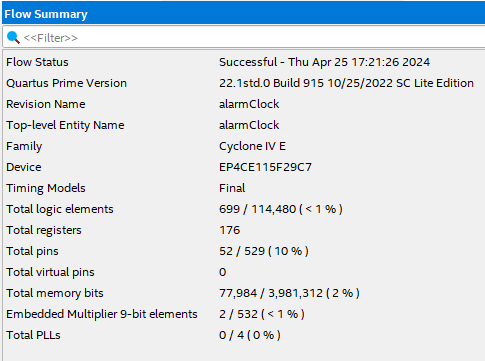 Flow Summary
<<Filter>>
Flow Status Successful - Thu Apr 25 17:21:26 2024
Quartus Prime Version 22.1std.0 Build 915 10/25/2022 SC Lite Edition
Revision Name alarmClock
Top-level Entity Name alarmClock
Family Cyclone IV E
Device EP4CE115F29C7
Timing Models Final
Total logic elements 699 / 114,480 ( < 1 % )
Total registers 176
Total pins 52 / 529 ( 10 % )
Total virtual pins 0
Total memory bits 77,984 / 3,981,312 ( 2 % )
Embedded Multiplier 9-bit elements 2 / 532 ( < 1 % )
Total PLLs 0 / 4 ( 0 % )